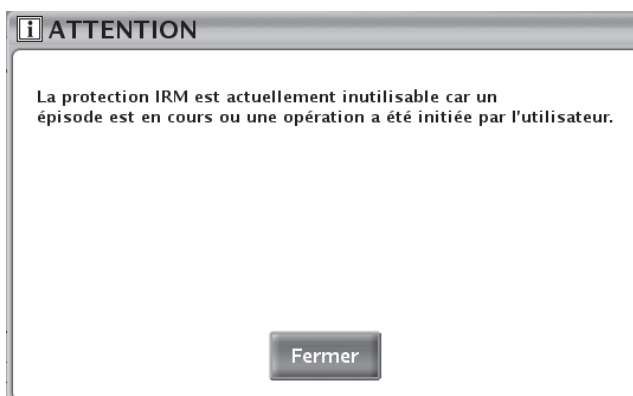 i ATTENTION
La protection IRM est actuellement inutilisable car un
épisode est en cours ou une opération a été initiée par l'utilisateur.
Fermer